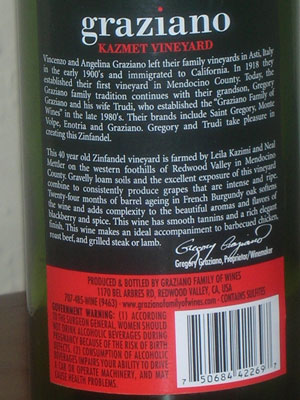 graziano
KAZMET VINEYARD
Vincenzo and Angelina Graziano left their family vineyards in Asti, Italy
in the early 1900's and immigrated to California. In 1918 they
established their first vineyard in Mendocino County. Today, the
Graziano family tradition continues with their grandson, Gregory
Graziano and his wife Trudi, who established the "Graziano Family of
Wines" in the late 1980's. Their brands include Saint Gregory, Monte
Volpe, Enotria and Graziano. Gregory and Trudi take pleasure in
creating this Zinfandel.
This 40 year old Zinfandel vineyard is farmed by Leila Kazimi and Neal
Mettler on the western foothills of Redwood Valley in Mendocino
County. Gravelly loam soils and the excellent exposure of this vineyard
combine to consistently produce grapes that are intense and ripe.
Twenty-four months of barrel ageing in French Burgundy oak softens
the wine and adds complexity to the beautiful aromas and flavors of
blackberry and spice. This wine has smooth tannins and a rich elegant
finish. This wine makes an ideal accompaniment to barbecued chicken,
roast beef, and grilled steak or lamb.
Gregory Graziano
Gregory Graziano, Proprietor/Winemaker
PRODUCED & BOTTLED BY GRAZIANO FAMILY OF WINES
1170 BEL ARBRES RD, REDWOOD VALLEY, CA, USA
707-485-WINE (9463) - www.grazianofamilyofwines.com - CONTAINS SULFITES
GOVERNMENT WARNING: (1) ACCORDING
TO THE SURGEON GENERAL, WOMEN SHOULD
NOT DRINK ALCOHOLIC BEVERAGES DURING
PREGNANCY BECAUSE OF THE RISK OF BIRTH
DEFECTS. (2) CONSUMPTION OF ALCOHOLIC
BEVERAGES IMPAIRS YOUR ABILITY TO DRIVE
A CAR OR OPERATE MACHINERY, AND MAY
CAUSE HEALTH PROBLEMS.
7 50684 42269 7